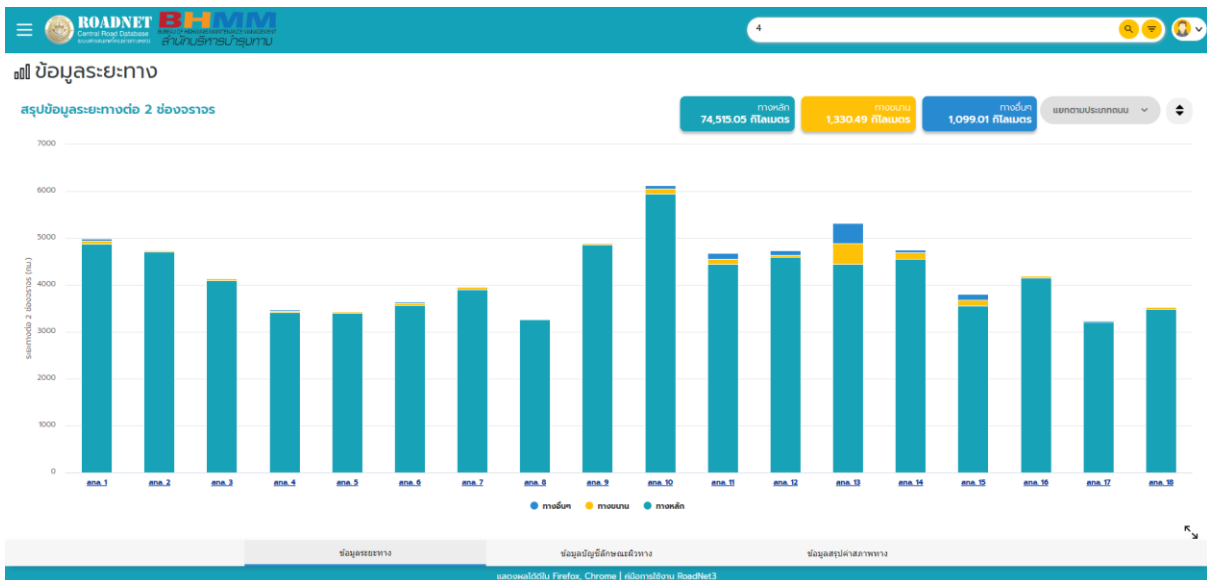 ROADNET
Central Road Database
BHMM
BUREAU OF HIGHWAYS MAINTENANCE MANAGEMENT
สำนักบริหารบำรุงทาง
4
ข้อมูลระยะทาง
สรุปข้อมูลระยะทางต่อ 2 ช่องจราจร
ทางหลัก
74,515.05 กิโลเมตร
ทางขนาน
1,330.49 กิโลเมตร
ทางอื่นๆ
1,099.01 กิโลเมตร
แยกตามประเภทถนน
ระยะทางต่อ 2 ช่องจราจร (กม.)
7000
6000
5000
4000
3000
2000
1000
0
สทล. 1 สทล. 2 สทล. 3 สทล. 4 สทล. 5 สทล. 6 สทล. 7 สทล. 8 สทล. 9 สทล. 10 สทล. 11 สทล. 12 สทล. 13 สทล. 14 สทล. 15 สทล. 16 สทล. 17 สทล. 18
ทางอื่นๆ ทางขนาน ทางหลัก
ข้อมูลระยะทาง ข้อมูลบัญชีลักษณะผิวทาง ข้อมูลสรุปค่าสภาพทาง
แสดงผลได้ดีใน Firefox, Chrome | คู่มือการใช้งาน RoadNet3